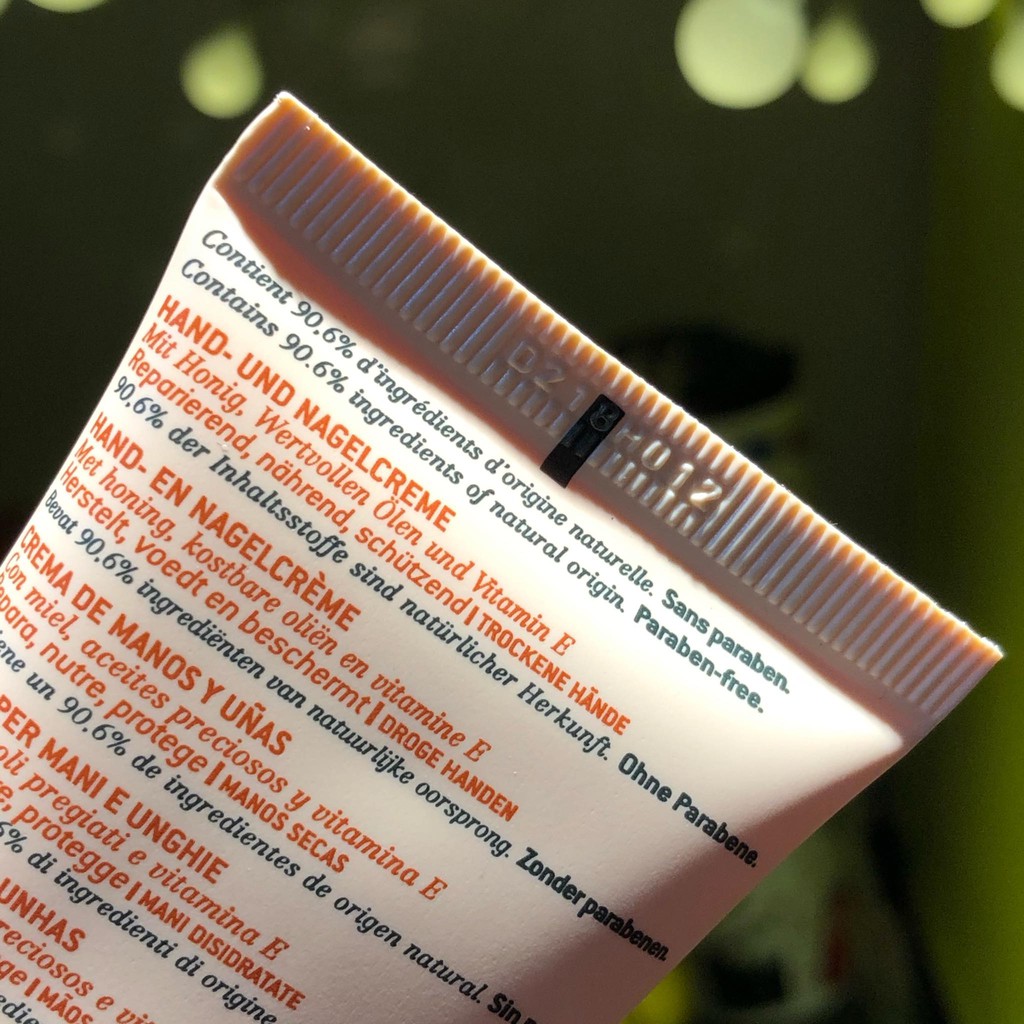 D218-012
Contient 90.6% d'ingrédients d'origine naturelle. Sans paraben.
Contains 90.6% ingredients of natural origin. Paraben-free.
HAND- UND NAGELCREME
Mit Honig, Wertvollen Ölen und Vitamin E
Reparierend, nährend, schützend | TROCKENE HÄNDE
90,6% der Inhaltsstoffe sind natürlicher Herkunft. Ohne Parabene.
HAND- EN NAGELCRÈME
Met honing, kostbare oliën en vitamine E
Herstelt, voedt en beschermt | DROGE HANDEN
Bevat 90.6% ingrediënten van natuurlijke oorsprong. Zonder parabenen.
CREMA DE MANOS Y UÑAS
Con miel, aceites preciosos y vitamina E
nutre, protege | MANOS SECAS
un 90.6% de ingredientes de origen natural. Sin
MANI E UNGHIE
pregiati e vitamina E
protegge | MANI DISIDRATATE
di ingredienti di origine
UNHAS
e
| MÃOS